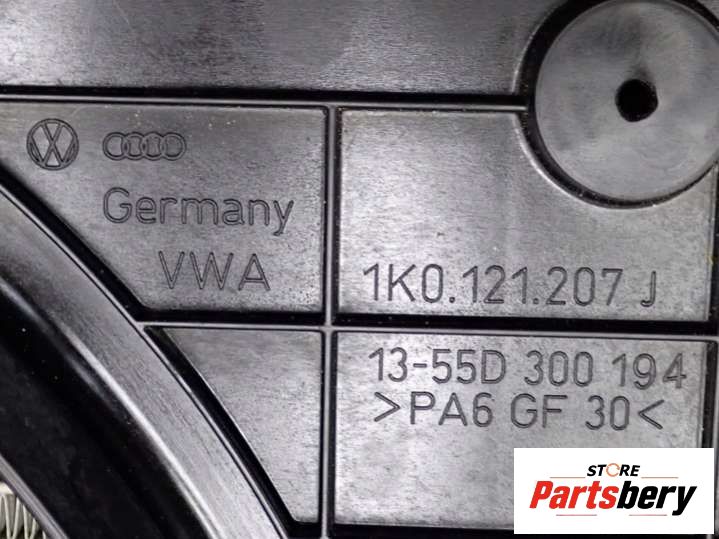 Germany
VWA
1K0.121.207 J
13-55D 300 194
>PA6 GF 30<
STORE
Partsbery